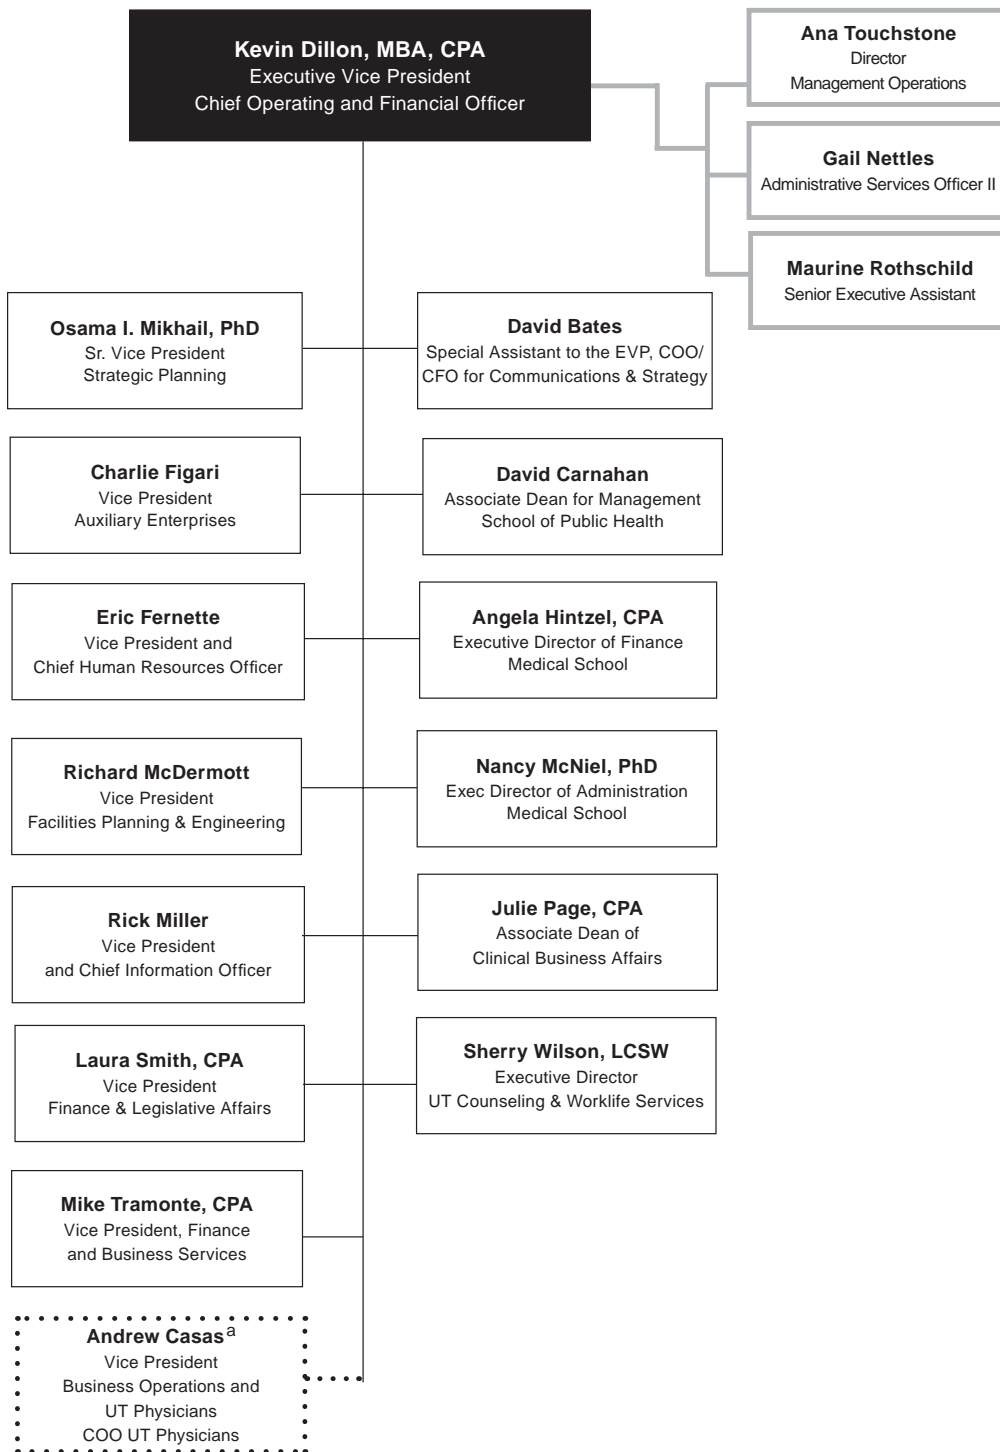 Kevin Dillon, MBA, CPA
Executive Vice President
Chief Operating and Financial Officer
Ana Touchstone
Director
Management Operations
Gail Nettles
Administrative Services Officer II
Maurine Rothschild
Senior Executive Assistant
Osama I. Mikhail, PhD
Sr. Vice President
Strategic Planning
David Bates
Special Assistant to the EVP, COO/
CFO for Communications & Strategy
Charlie Figari
Vice President
Auxiliary Enterprises
David Carnahan
Associate Dean for Management
School of Public Health
Eric Fernette
Vice President and
Chief Human Resources Officer
Angela Hintzel, CPA
Executive Director of Finance
Medical School
Richard McDermott
Vice President
Facilities Planning & Engineering
Nancy McNiel, PhD
Exec Director of Administration
Medical School
Rick Miller
Vice President
and Chief Information Officer
Julie Page, CPA
Associate Dean of
Clinical Business Affairs
Laura Smith, CPA
Vice President
Finance & Legislative Affairs
Sherry Wilson, LCSW
Executive Director
UT Counseling & Worklife Services
Mike Tramonte, CPA
Vice President, Finance
and Business Services
Andrew Casas a
Vice President
Business Operations and
UT Physicians
COO UT Physicians